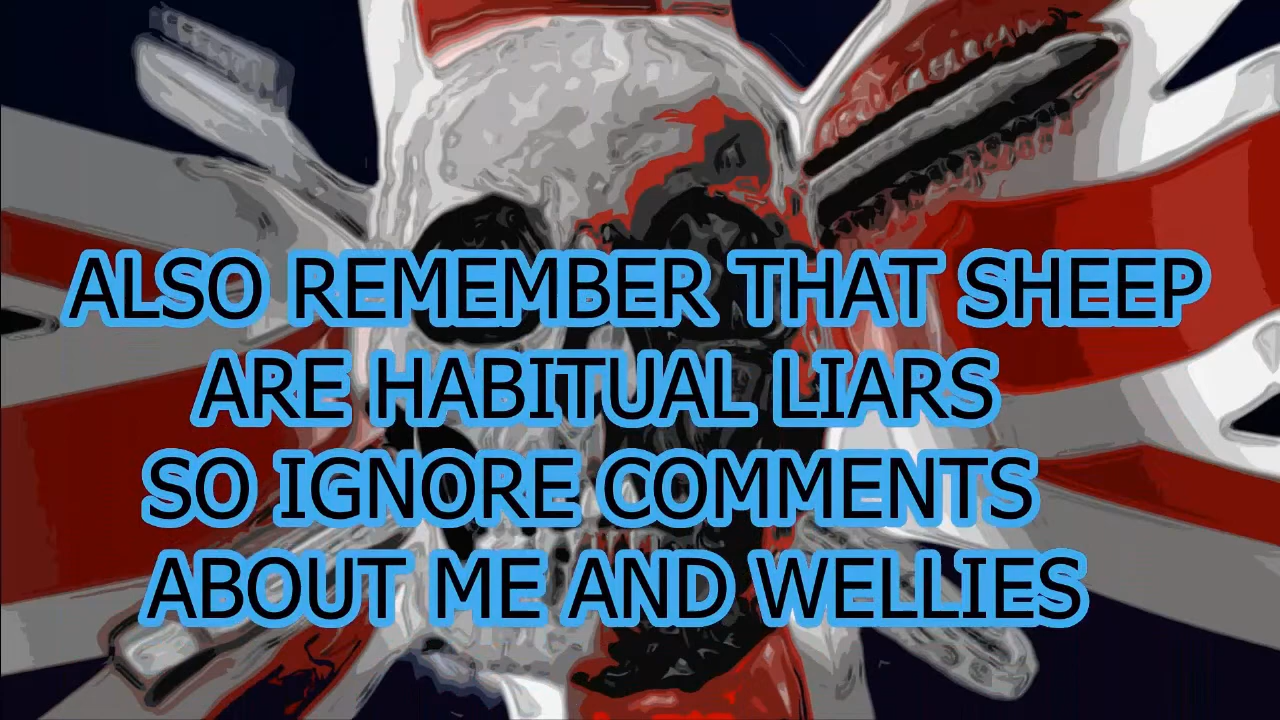 ALSO REMEMBER THAT SHEEP
ARE HABITUAL LIARS
SO IGNORE COMMENTS
ABOUT ME AND WELLIES